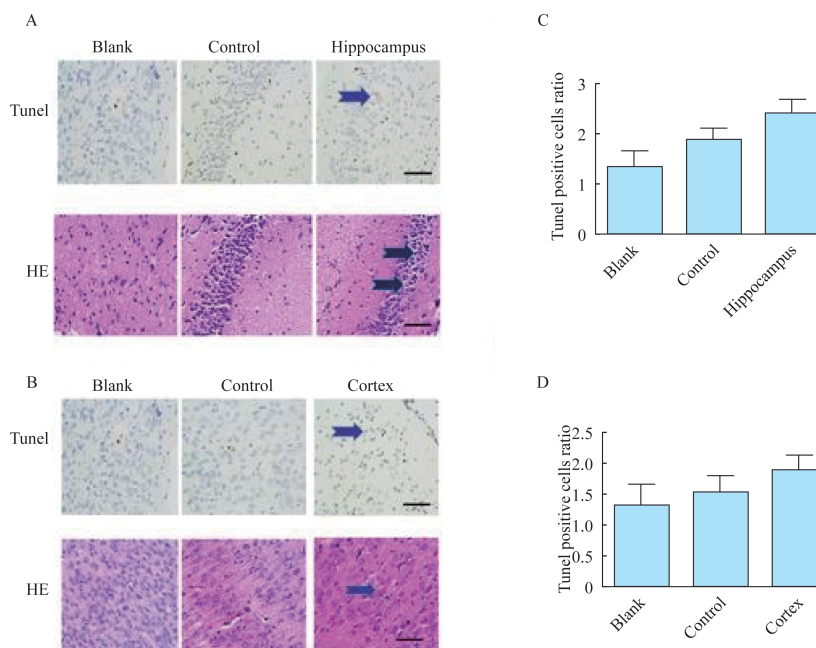 A
Blank Control Hippocampus
Tunel
HE
B
Blank Control Cortex
Tunel
HE
C
Tunel positive cells ratio
3
2
1
0
Blank
Control
Hippocampus
D
Tunel positive cells ratio
2.5
2.0
1.5
1.0
0.5
0
Blank
Control
Cortex